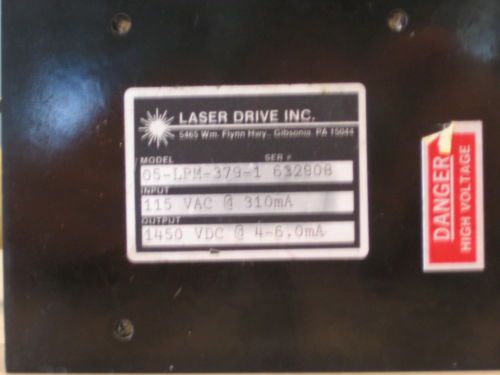 LASER DRIVE INC.
5465 Wm. Flynn Hwy., Gibsonia, PA 15044
MODEL SER #
05-LPM-379-1 632808
INPUT
115 VAC @ 310mA
OUTPUT
1450 VDC @ 4-6.0mA
DANGER
HIGH VOLTAGE